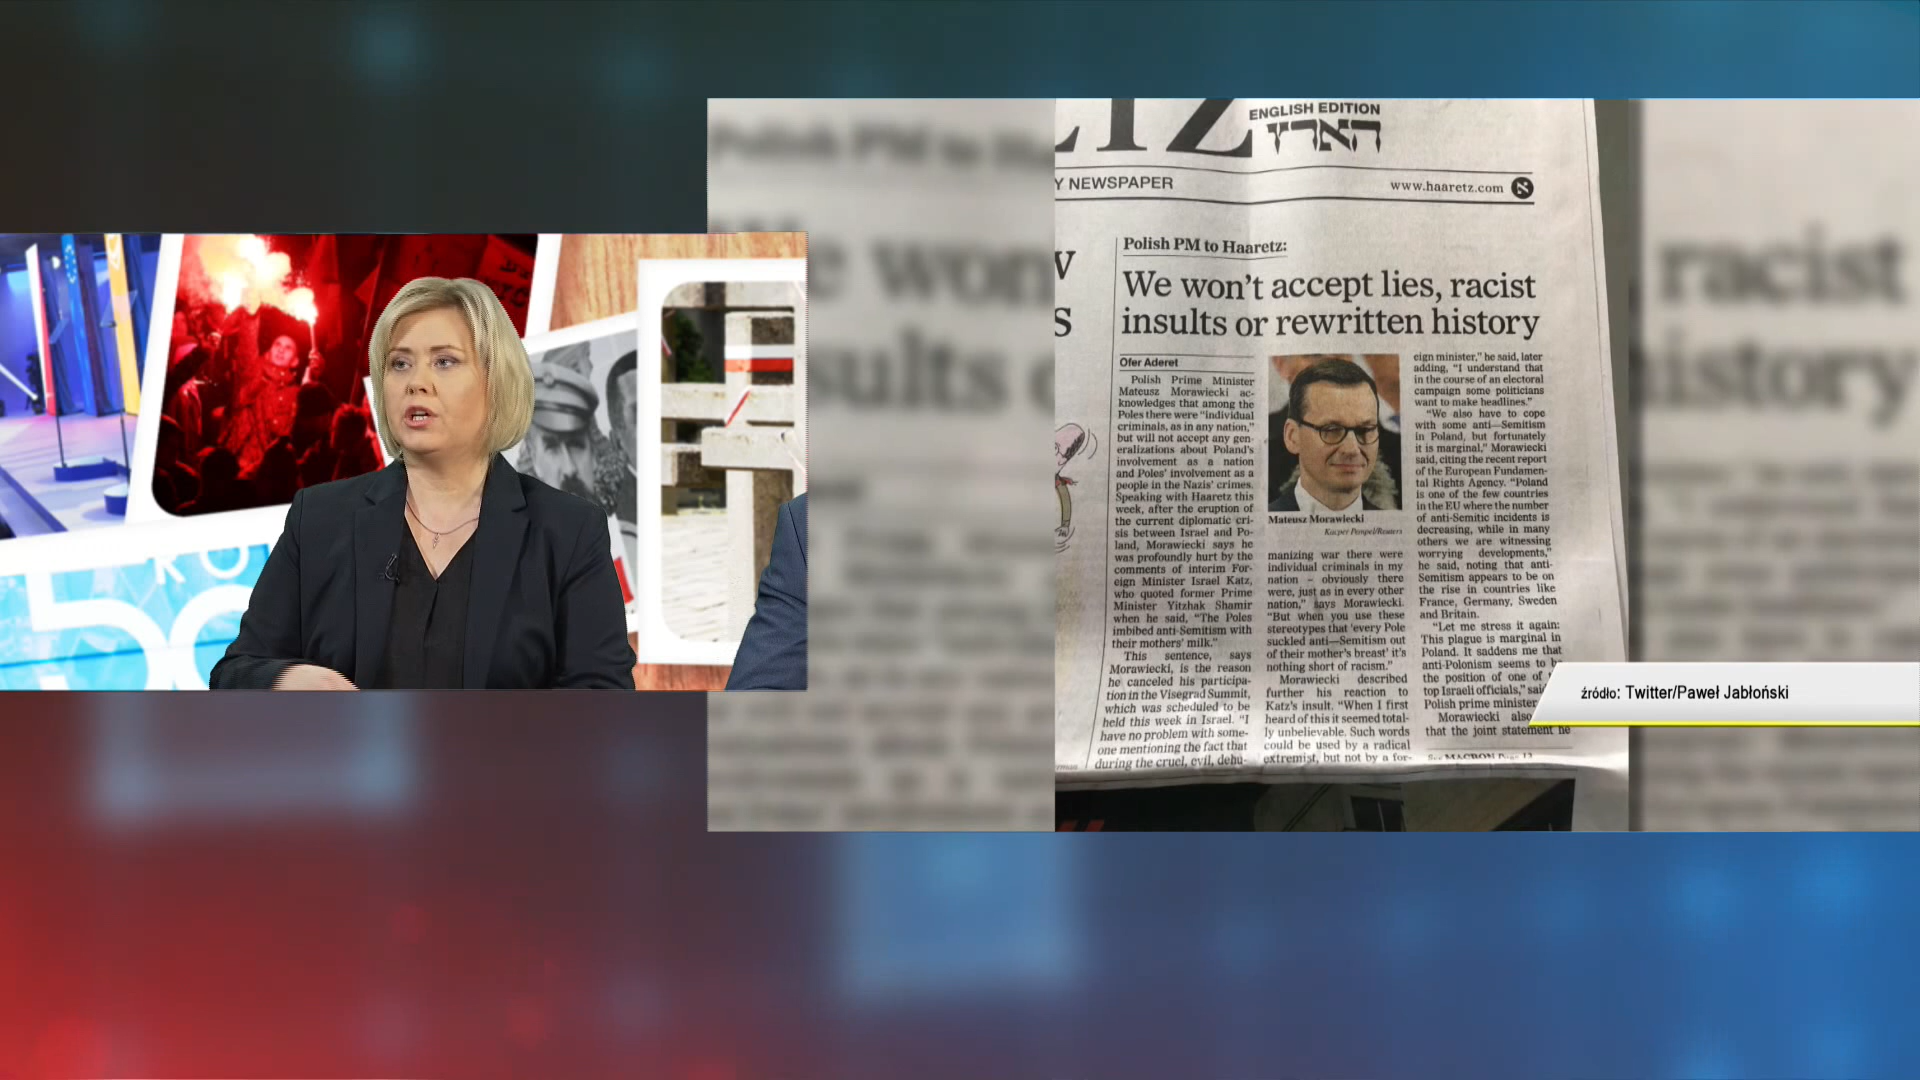 ENGLISH EDITION
הארץ
Y NEWSPAPER
www.haaretz.com
Polish PM to Haaretz:
We won't accept lies, racist
insults or rewritten history
Ofer Aderet
Polish Prime Minister
Mateusz Morawiecki ac-
knowledges that among the
Poles there were "individual
criminals, as in any nation,"
but will not accept any gen-
eralizations about Poland's
involvement as a nation
and Poles' involvement as a
people in the Nazis' crimes.
Speaking with Haaretz this
week, after the eruption of
the current diplomatic cri-
sis between Israel and Po-
land, Morawiecki says he
was profoundly hurt by the
comments of interim For-
eign Minister Israel Katz,
who quoted former Prime
Minister Yitzhak Shamir
when he said, "The Poles
imbibed anti-Semitism with
their mothers' milk."
This sentence, says
Morawiecki, is the reason
he canceled his participa-
tion in the Visegrad Summit,
which was scheduled to be
held this week in Israel. "I
have no problem with some-
one mentioning the fact that
during the cruel, evil, dehu-
Mateusz Morawiecki
Kacper Pempel/Reuters
manizing war there were
individual criminals in my
nation – obviously there
were, just as in every other
nation," says Morawiecki.
"But when you use these
stereotypes that 'every Pole
suckled anti—Semitism out
of their mother's breast' it's
nothing short of racism."
Morawiecki described
further his reaction to
Katz's insult. "When I first
heard of this it seemed total-
ly unbelievable. Such words
could be used by a radical
extremist, but not by a for-
eign minister," he said, later
adding, "I understand that
in the course of an electoral
campaign some politicians
want to make headlines."
"We also have to cope
with some anti—Semitism
in Poland, but fortunately
it is marginal," Morawiecki
said, citing the recent report
of the European Fundamen-
tal Rights Agency. "Poland
is one of the few countries
in the EU where the number
of anti-Semitic incidents is
decreasing, while in many
others we are witnessing
worrying developments,"
he said, noting that anti-
Semitism appears to be on
the rise in countries like
France, Germany, Sweden
and Britain.
"Let me stress it again:
This plague is marginal in
Poland. It saddens me that
anti-Polonism seems to be
the position of one of
top Israeli officials," said
Polish prime minister
Morawiecki also
that the joint statement he
See MACRON Page 13
źródło: Twitter/Paweł Jabłoński